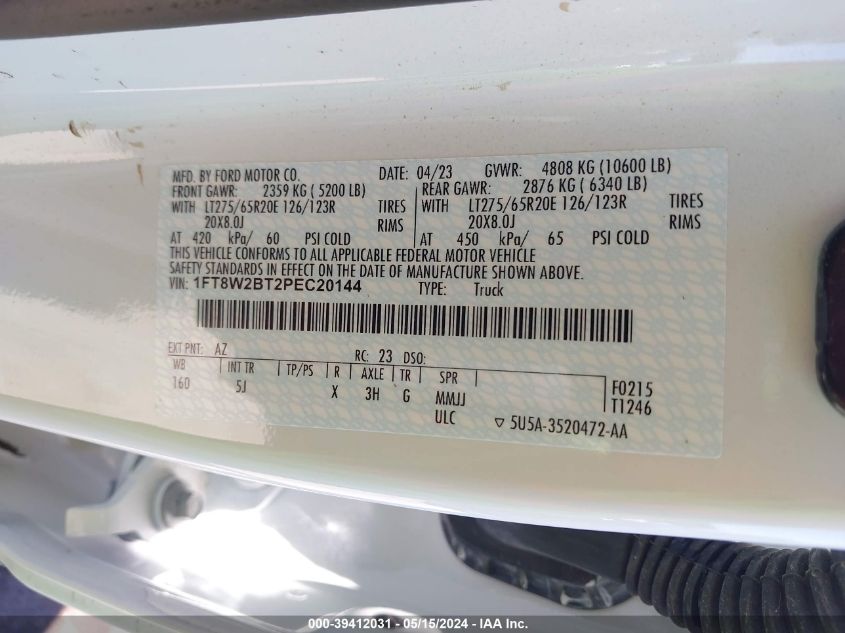 MFD. BY FORD MOTOR CO. DATE: 04/23 GVWR: 4808 KG (10600 LB)
FRONT GAWR: 2359 KG ( 5200 LB) REAR GAWR: 2876 KG ( 6340 LB)
WITH LT275/65R20E 126/123R TIRES WITH LT275/65R20E 126/123R TIRES
20X8.0J RIMS 20X8.0J RIMS
AT 420 kPa/ 60 PSI COLD AT 450 kPa/ 65 PSI COLD
THIS VEHICLE CONFORMS TO ALL APPLICABLE FEDERAL MOTOR VEHICLE
SAFETY STANDARDS IN EFFECT ON THE DATE OF MANUFACTURE SHOWN ABOVE.
VIN: 1FT8W2BT2PEC20144 TYPE: Truck
EXT PNT: AZ RC: 23 DSO:
WB INT TR TP/PS R AXLE TR SPR
160 5J X 3H G MMJJ
ULC
F0215
T1246
▽ 5U5A-3520472-AA
000-39412031 - 05/15/2024 - IAA Inc.